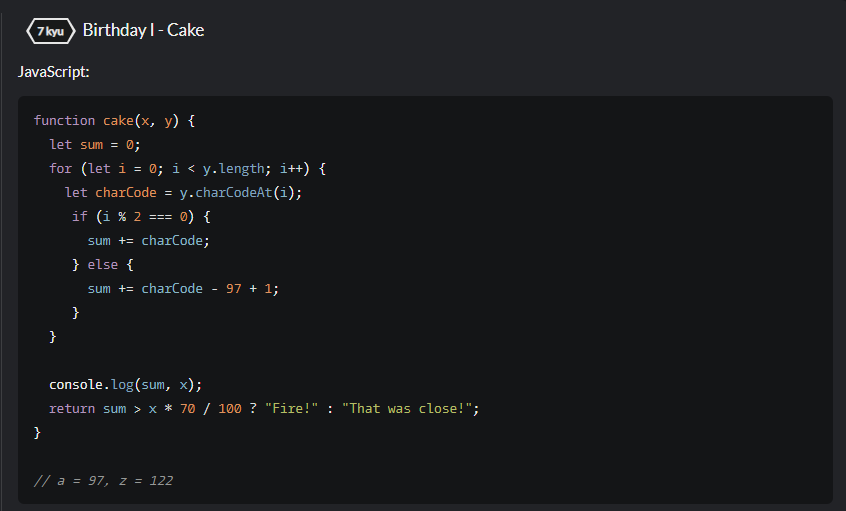 7 kyu Birthday I - Cake
JavaScript:
function cake(x, y) {
  let sum = 0;
  for (let i = 0; i < y.length; i++) {
    let charCode = y.charCodeAt(i);
     if (i % 2 === 0) {
       sum += charCode;
     } else {
       sum += charCode - 97 + 1;
     }
  }

  console.log(sum, x);
  return sum > x * 70 / 100 ? "Fire!" : "That was close!";
}

// a = 97, z = 122